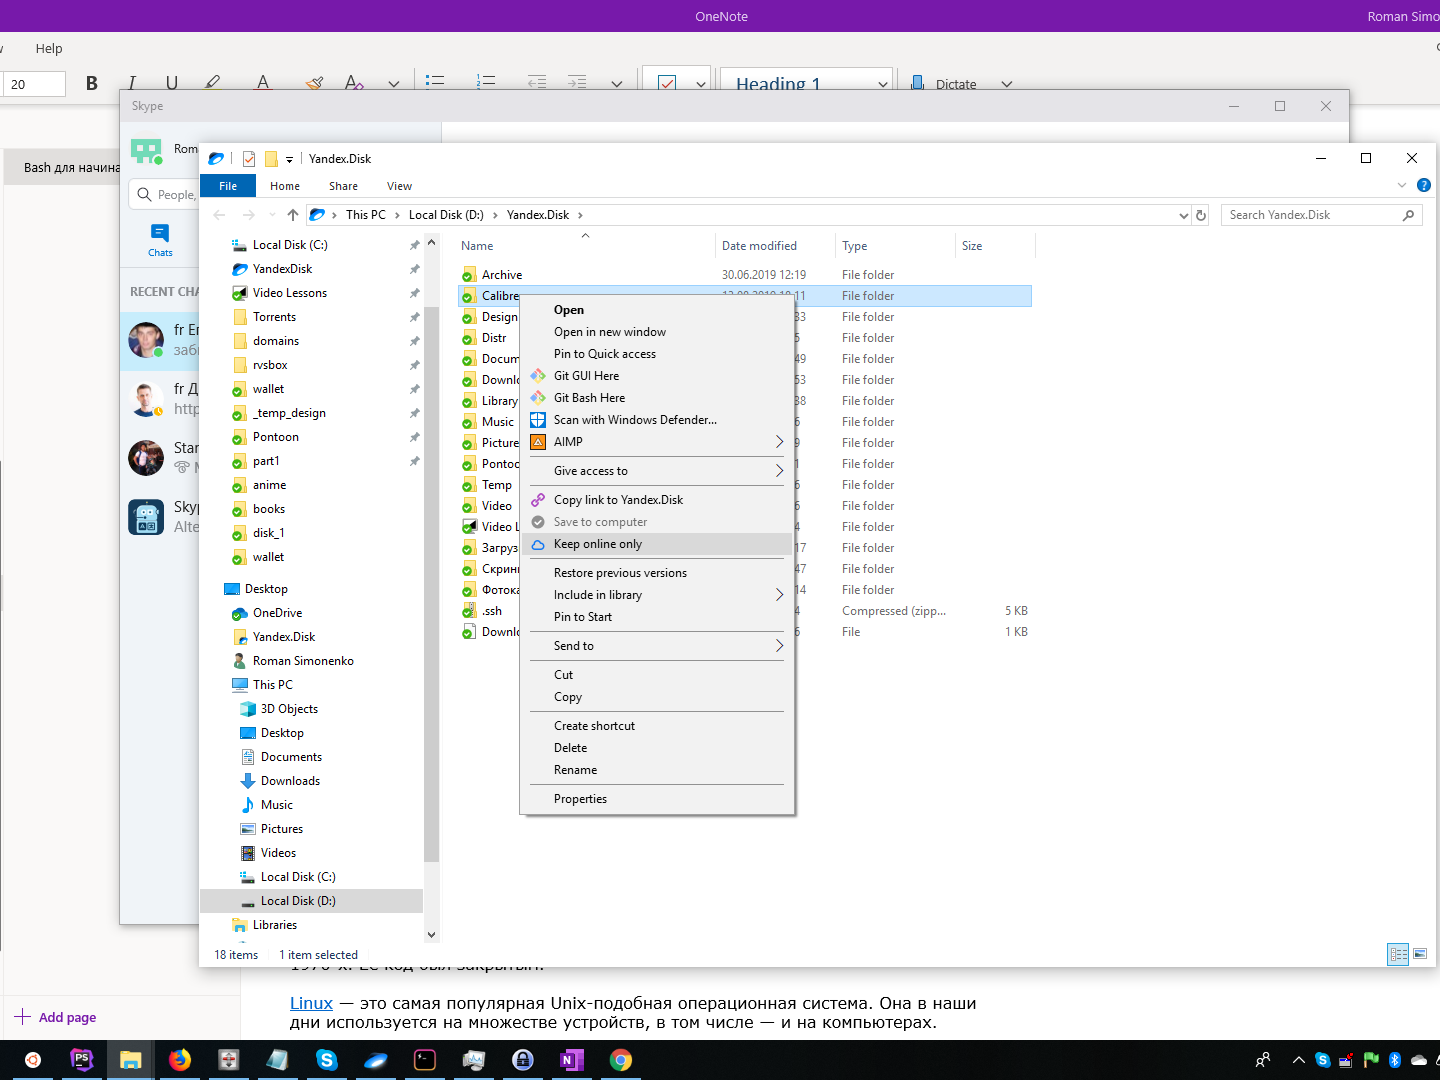 OneNote
Roman Simo
Help
20
B I U A A
Heading 1
Dictate
Skype
Rom
Bash для начина
People,
Chats
RECENT CHA
fr Еп
заб
fr Д
http
Star
Skyp
Alte
Add page
Yandex.Disk
File Home Share View
This PC Local Disk (D:) Yandex.Disk
Search Yandex.Disk
Local Disk (C:)
YandexDisk
Video Lessons
Torrents
domains
rvsbox
wallet
_temp_design
Pontoon
part1
anime
books
disk_1
wallet
Desktop
OneDrive
Yandex.Disk
Roman Simonenko
This PC
3D Objects
Desktop
Documents
Downloads
Music
Pictures
Videos
Local Disk (C:)
Local Disk (D:)
Libraries
Name Date modified Type Size
Archive 30.06.2019 12:19 File folder
Calibre 11 File folder
Design 33 File folder
Distr 5 File folder
Docum 49 File folder
Downlo 53 File folder
Library 38 File folder
Music 6 File folder
Picture 9 File folder
Pontoo 1 File folder
Temp 6 File folder
Video 6 File folder
Video L 4 File folder
Загруз 17 File folder
Скрин 47 File folder
Фотока 14 File folder
.ssh 4 Compressed (zipp... 5 KB
Downlo 6 File 1 KB
Open
Open in new window
Pin to Quick access
Git GUI Here
Git Bash Here
Scan with Windows Defender...
AIMP
Give access to
Copy link to Yandex.Disk
Save to computer
Keep online only
Restore previous versions
Include in library
Pin to Start
Send to
Cut
Copy
Create shortcut
Delete
Rename
Properties
18 items 1 item selected
Linux — это самая популярная Unix-подобная операционная система. Она в наши
дни используется на множестве устройств, в том числе — и на компьютерах.